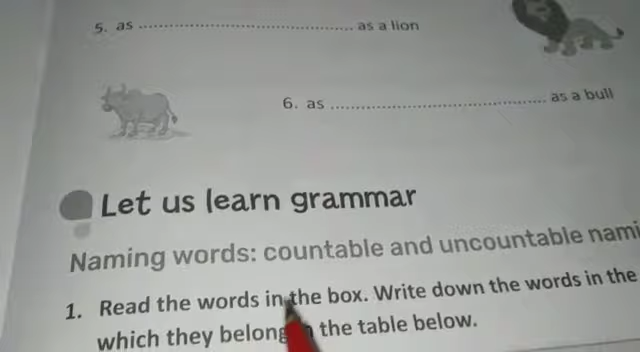 5. as ........................................ as a lion
6. as ........................................ as a bull
Let us learn grammar
Naming words: countable and uncountable
1. Read the words in the box. Write down the words in the
which they belong the table below.